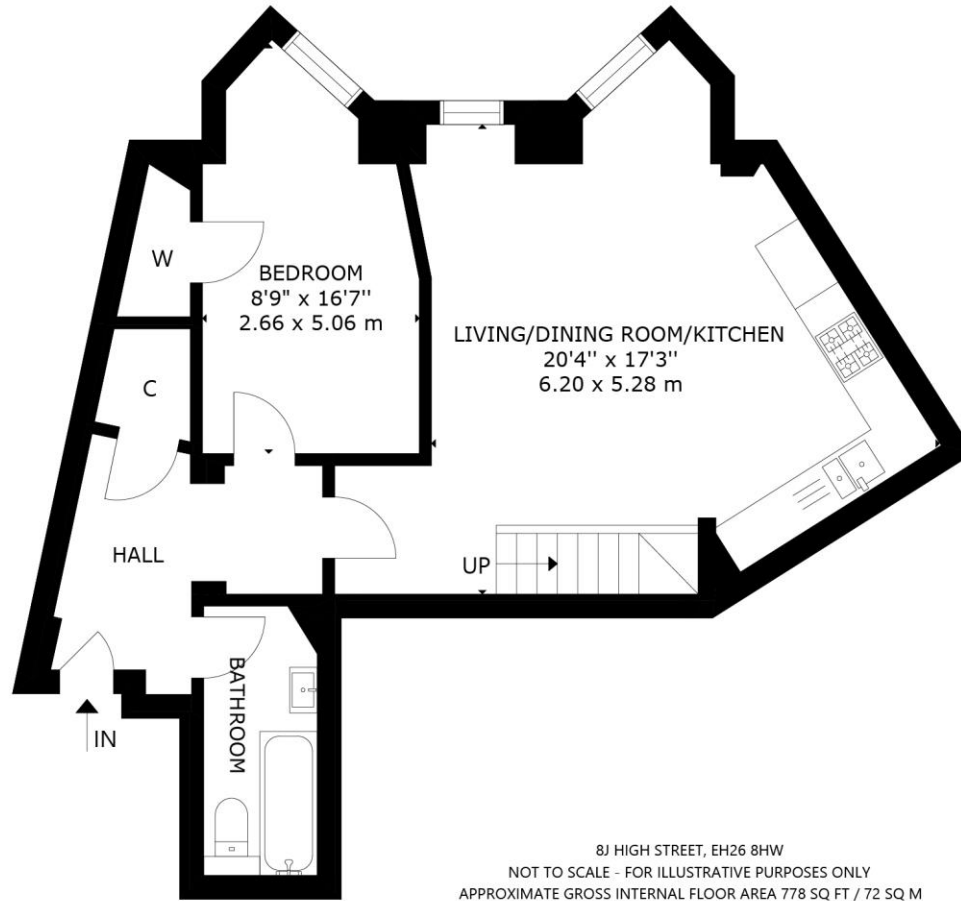 W
BEDROOM
8'9" x 16'7''
2.66 x 5.06 m
LIVING/DINING ROOM/KITCHEN
20'4'' x 17'3''
6.20 x 5.28 m
C
HALL
UP
BATHROOM
IN
8J HIGH STREET, EH26 8HW
NOT TO SCALE - FOR ILLUSTRATIVE PURPOSES ONLY
APPROXIMATE GROSS INTERNAL FLOOR AREA 778 SQ FT / 72 SQ M